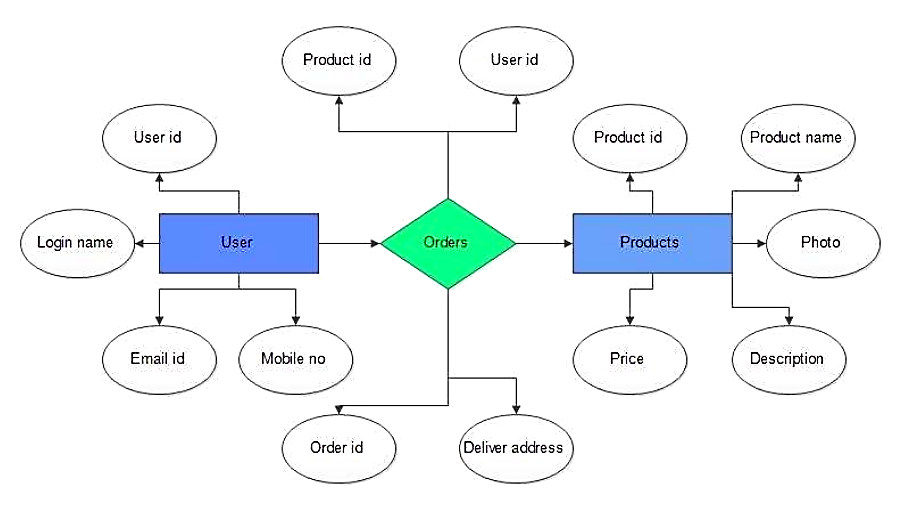 Product id
User id
User id
Product id
Product name
Login name
User
Orders
Products
Photo
Email id
Mobile no
Price
Description
Order id
Deliver address